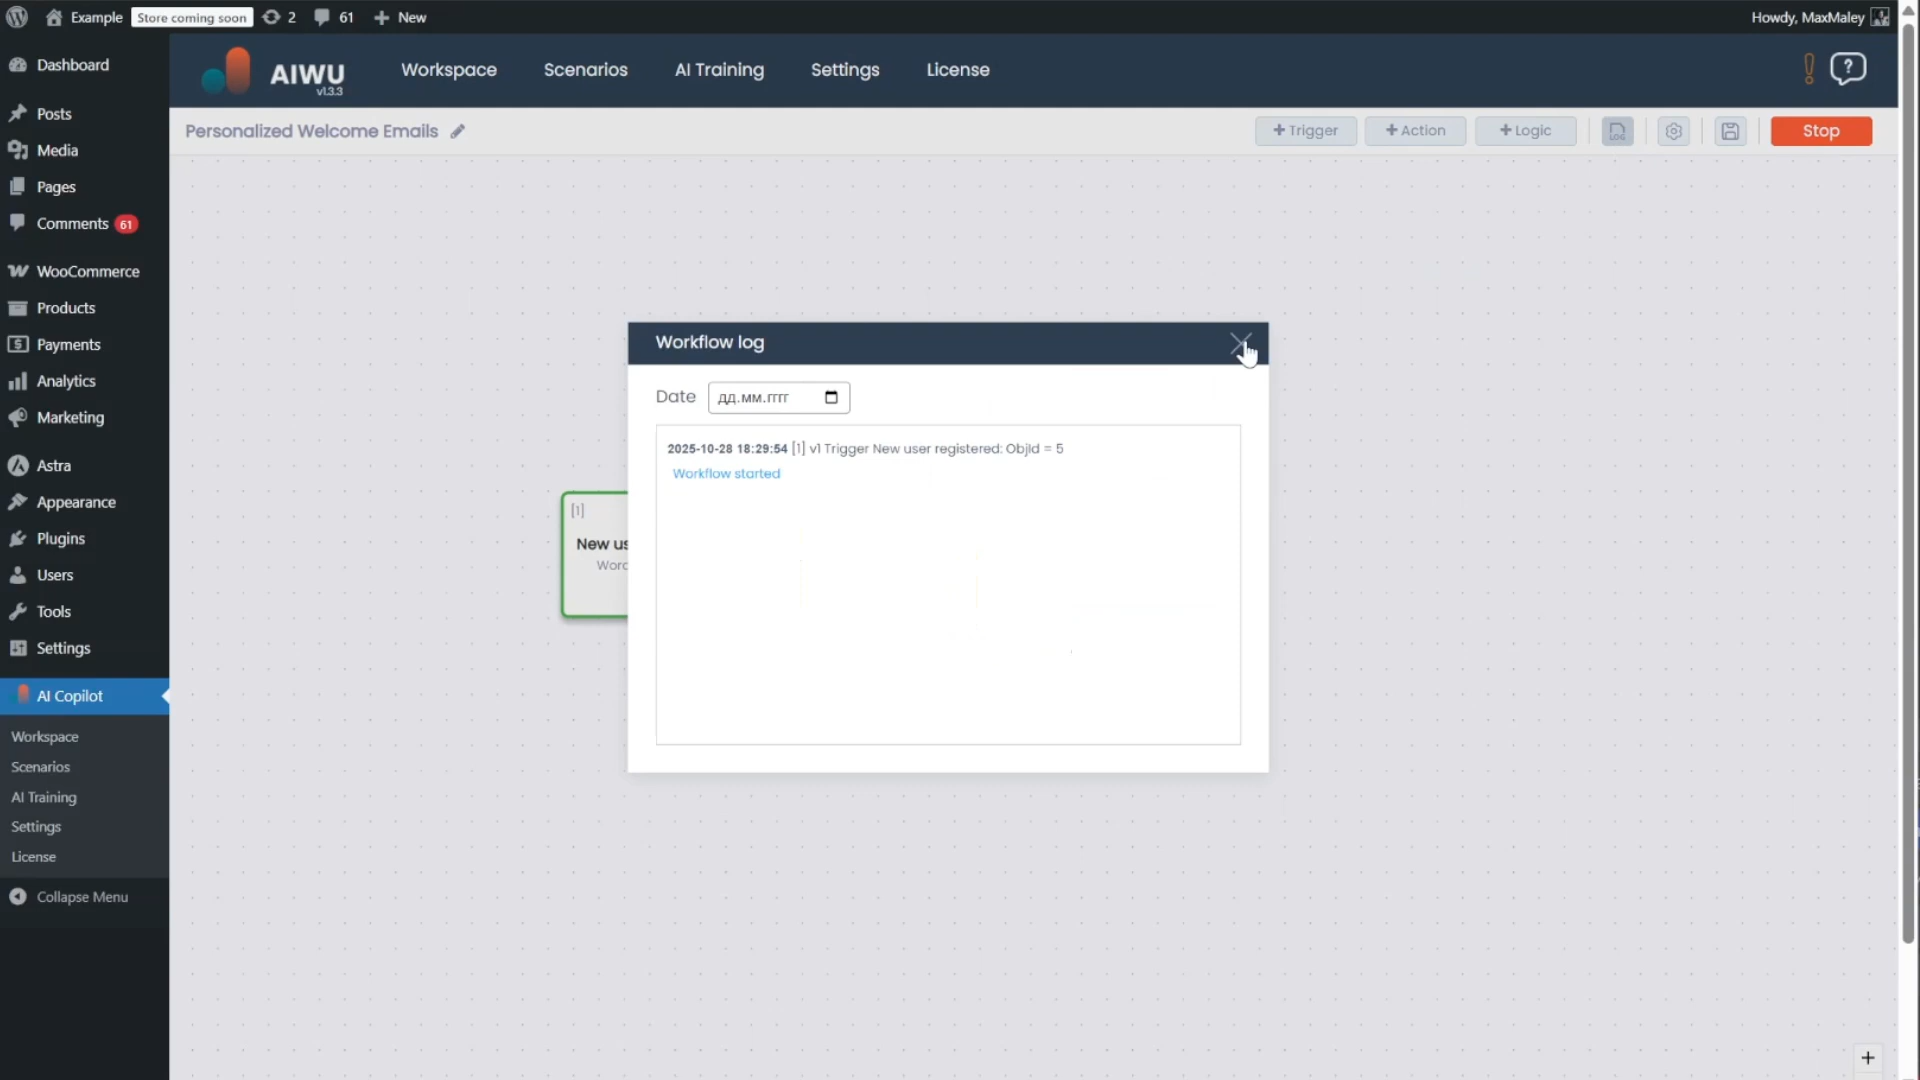 Example
Store coming soon
2
61
New
Howdy, MaxMaley
Dashboard
Posts
Media
Pages
Comments 61
WooCommerce
Products
Payments
Analytics
Marketing
Astra
Appearance
Plugins
Users
Tools
Settings
AI Copilot
Workspace
Scenarios
AI Training
Settings
License
Collapse Menu
AIWU
v1.3.3
Workspace
Scenarios
AI Training
Settings
License
Personalized Welcome Emails
+ Trigger
+ Action
+ Logic
LOG
Stop
Workflow log
Date
дд.мм.гггг
2025-10-28 18:29:54 [1] v1 Trigger New user registered: ObjId = 5
Workflow started
[1]
New us
Word